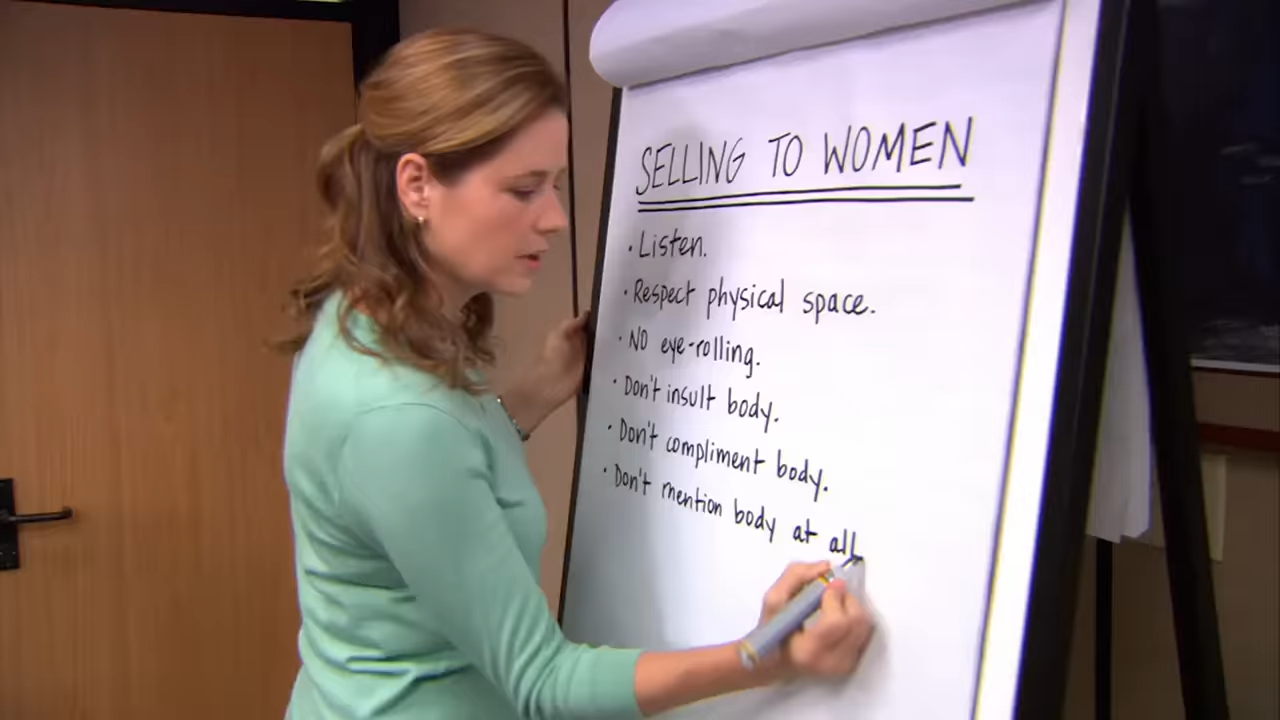 SELLING TO WOMEN
• Listen.
• Respect physical space.
• NO eye-rolling.
• Don't insult body.
• Don't compliment body.
• Don't mention body at all